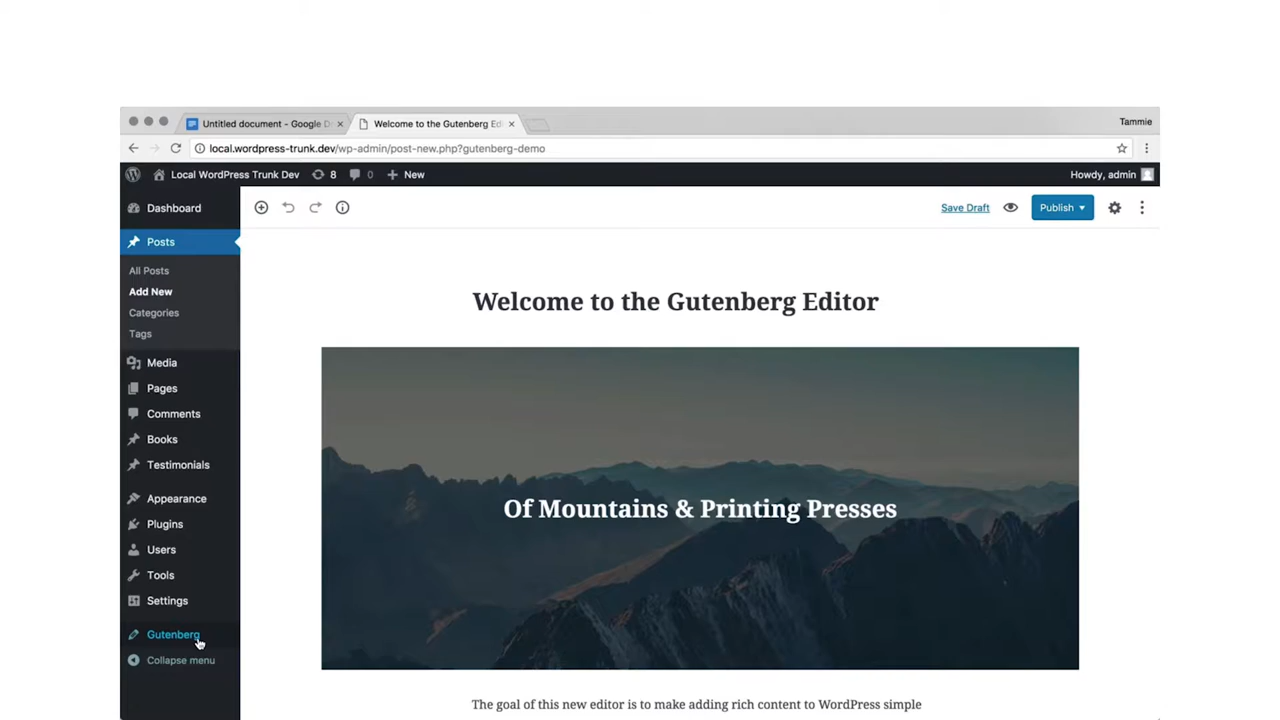 Untitled document - Google D
Welcome to the Gutenberg Ed
Tammie
local.wordpress-trunk.dev/wp-admin/post-new.php?gutenberg-demo
Local WordPress Trunk Dev 8 0 New
Howdy, admin
Dashboard
Save Draft
Publish
Posts
All Posts
Add New
Categories
Tags
Media
Pages
Comments
Books
Testimonials
Appearance
Plugins
Users
Tools
Settings
Gutenberg
Collapse menu
Welcome to the Gutenberg Editor
Of Mountains & Printing Presses
The goal of this new editor is to make adding rich content to WordPress simple